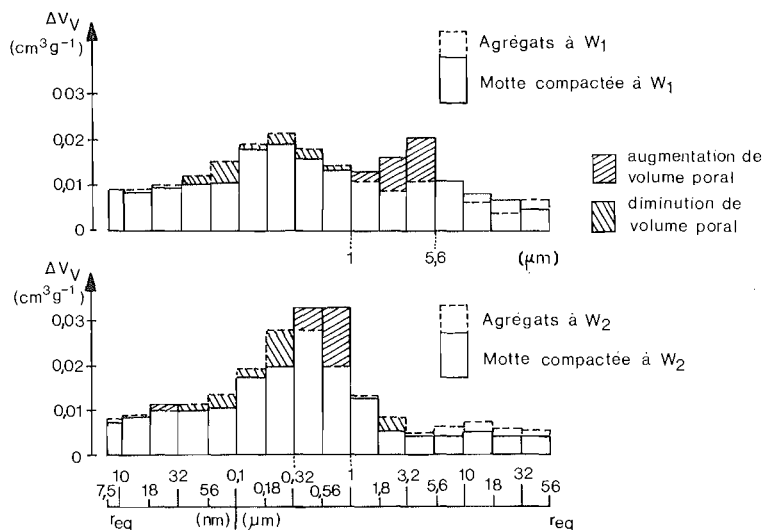 ΔV_V
(cm³g⁻¹)
Agrégats à W₁
Motte compactée à W₁
0,03
0,02
0,01
0
augmentation de
volume poral
diminution de
volume poral
1
5,6
(µm)
ΔV_V
(cm³g⁻¹)
Agrégats à W₂
Motte compactée à W₂
0,03
0,02
0,01
0
10 32 0,1 0,32 1 3,2 10 32
7,5 18 56 0,18 0,56 1,8 5,6 18 56
r_eq (nm) (µm) r_eq